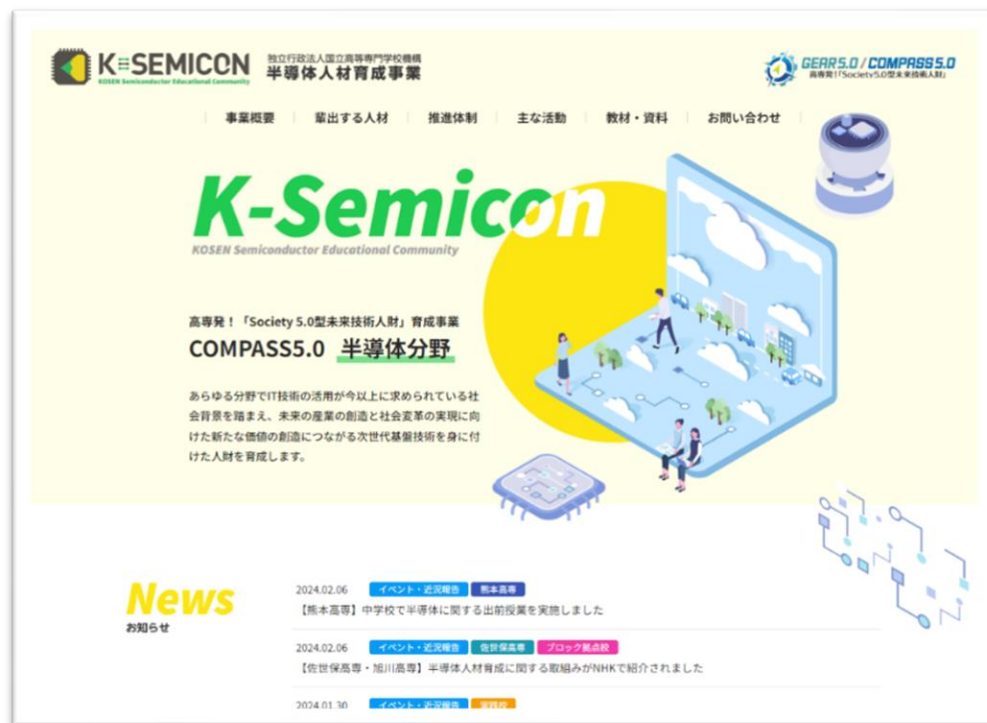 K-SEMICON
KOSEN Semiconductor Educational Community
独立行政法人国立高等専門学校機構
半導体人材育成事業
GEAR5.0 / COMPASS5.0
高専発!「Society5.0型未来技術人財」
事業概要 輩出する人材 推進体制 主な活動 教材・資料 お問い合わせ
K-Semicon
KOSEN Semiconductor Educational Community
高専発!「Society 5.0型未来技術人財」育成事業
COMPASS5.0 半導体分野
あらゆる分野でIT技術の活用が今以上に求められている社
会背景を踏まえ、未来の産業の創造と社会変革の実現に向
けた新たな価値の創造につながる次世代基盤技術を身に付
けた人財を育成します。
News
お知らせ
2024.02.06 イベント・近況報告 熊本高専
【熊本高専】中学校で半導体に関する出前授業を実施しました
2024.02.06 イベント・近況報告 佐世保高専 ブロック拠点校
【佐世保高専・旭川高専】半導体人材育成に関する取組みがNHKで紹介されました
2024.01.30 イベント・近況報告 実践校